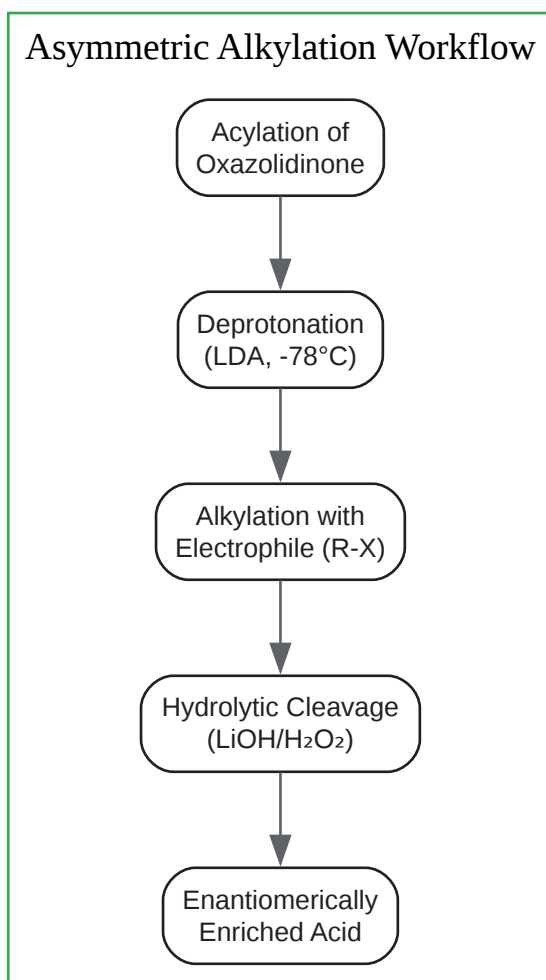 Asymmetric Alkylation Workflow
Acylation of
Oxazolidinone
Deprotonation
(LDA, -78°C)
Alkylation with
Electrophile (R-X)
Hydrolytic Cleavage
(LiOH/H₂O₂)
Enantiomerically
Enriched Acid